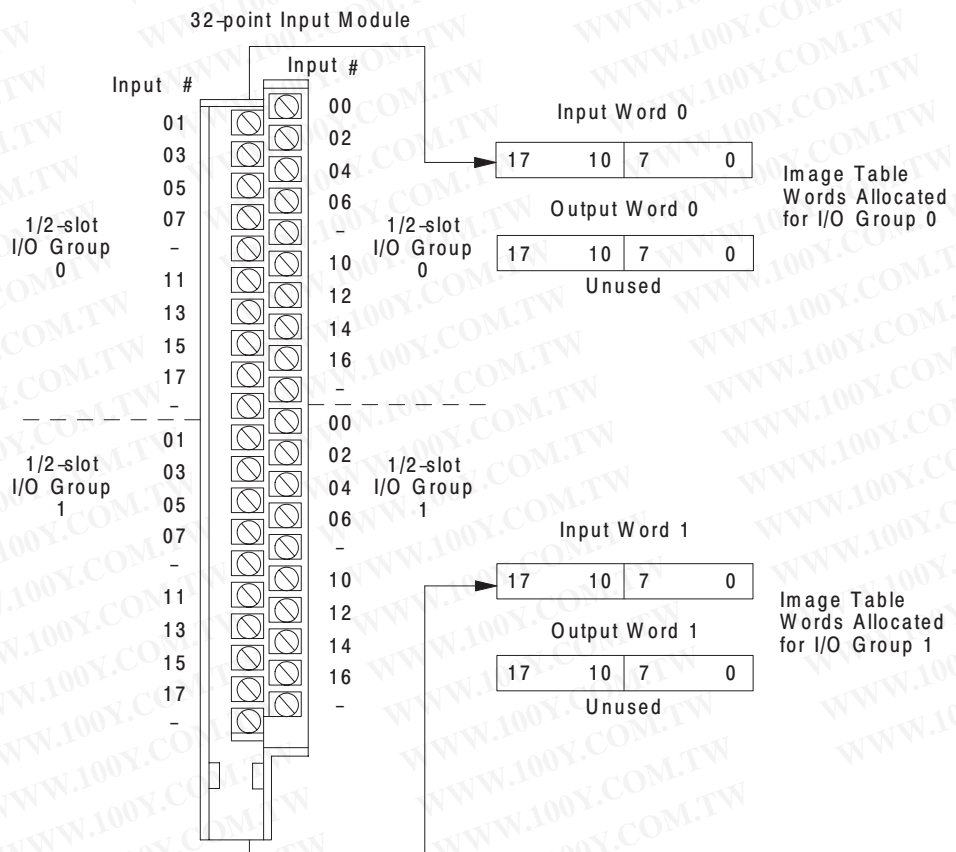 32-point Input Module
Input #
Input #
01
03
05
07
–
11
13
15
17
–
01
03
05
07
–
11
13
15
17
–
00
02
04
06
–
10
12
14
16
–
00
02
04
06
–
10
12
14
16
–
1/2-slot
I/O Group
0
1/2-slot
I/O Group
0
1/2-slot
I/O Group
1
1/2-slot
I/O Group
1
Input Word 0
17 10 7 0
Output Word 0
17 10 7 0
Unused
Image Table
Words Allocated
for I/O Group 0
Input Word 1
17 10 7 0
Output Word 1
17 10 7 0
Unused
Image Table
Words Allocated
for I/O Group 1
WWW.100Y.COM.TW